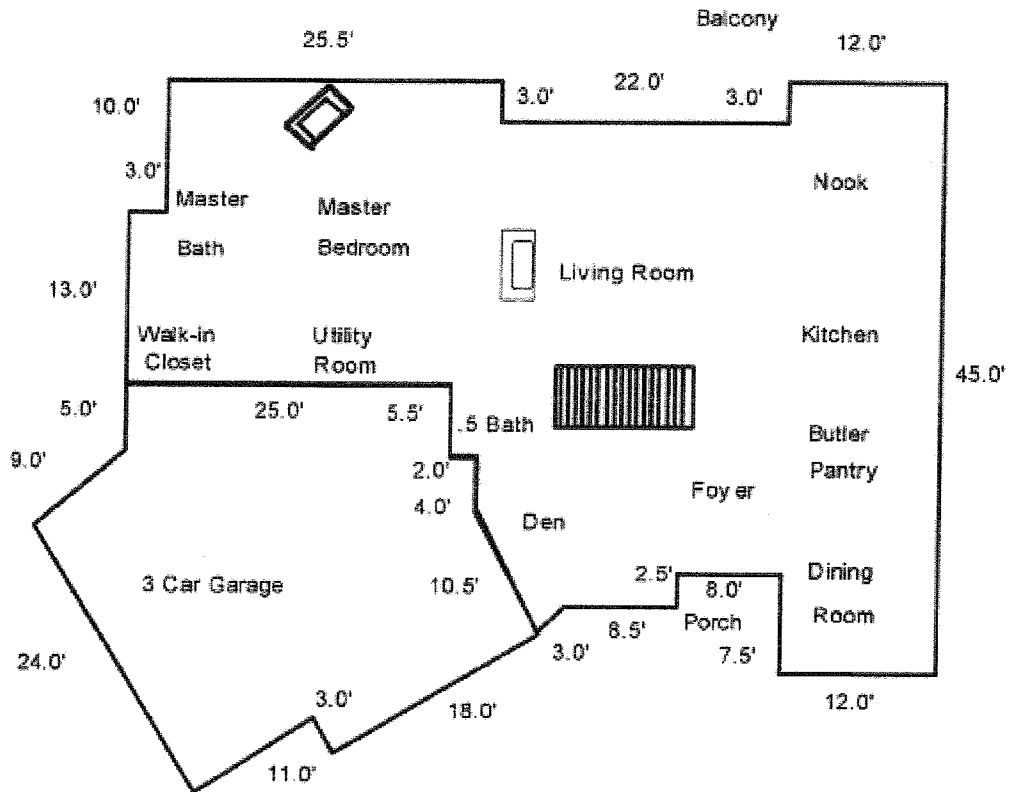 Balcony
25.5'
12.0'
22.0'
10.0'
3.0'
3.0'
3.0'
Master
Bath
Master
Bedroom
Nook
Living Room
13.0'
Walk-in
Closet
Utility
Room
Kitchen
45.0'
5.0'
25.0'
5.5'
.5 Bath
Butler
Pantry
9.0'
2.0'
4.0'
Foyer
Den
3 Car Garage
10.5'
2.5'
8.0'
Dining
Room
8.5'
Porch
3.0'
7.5'
24.0'
3.0'
18.0'
12.0'
11.0'